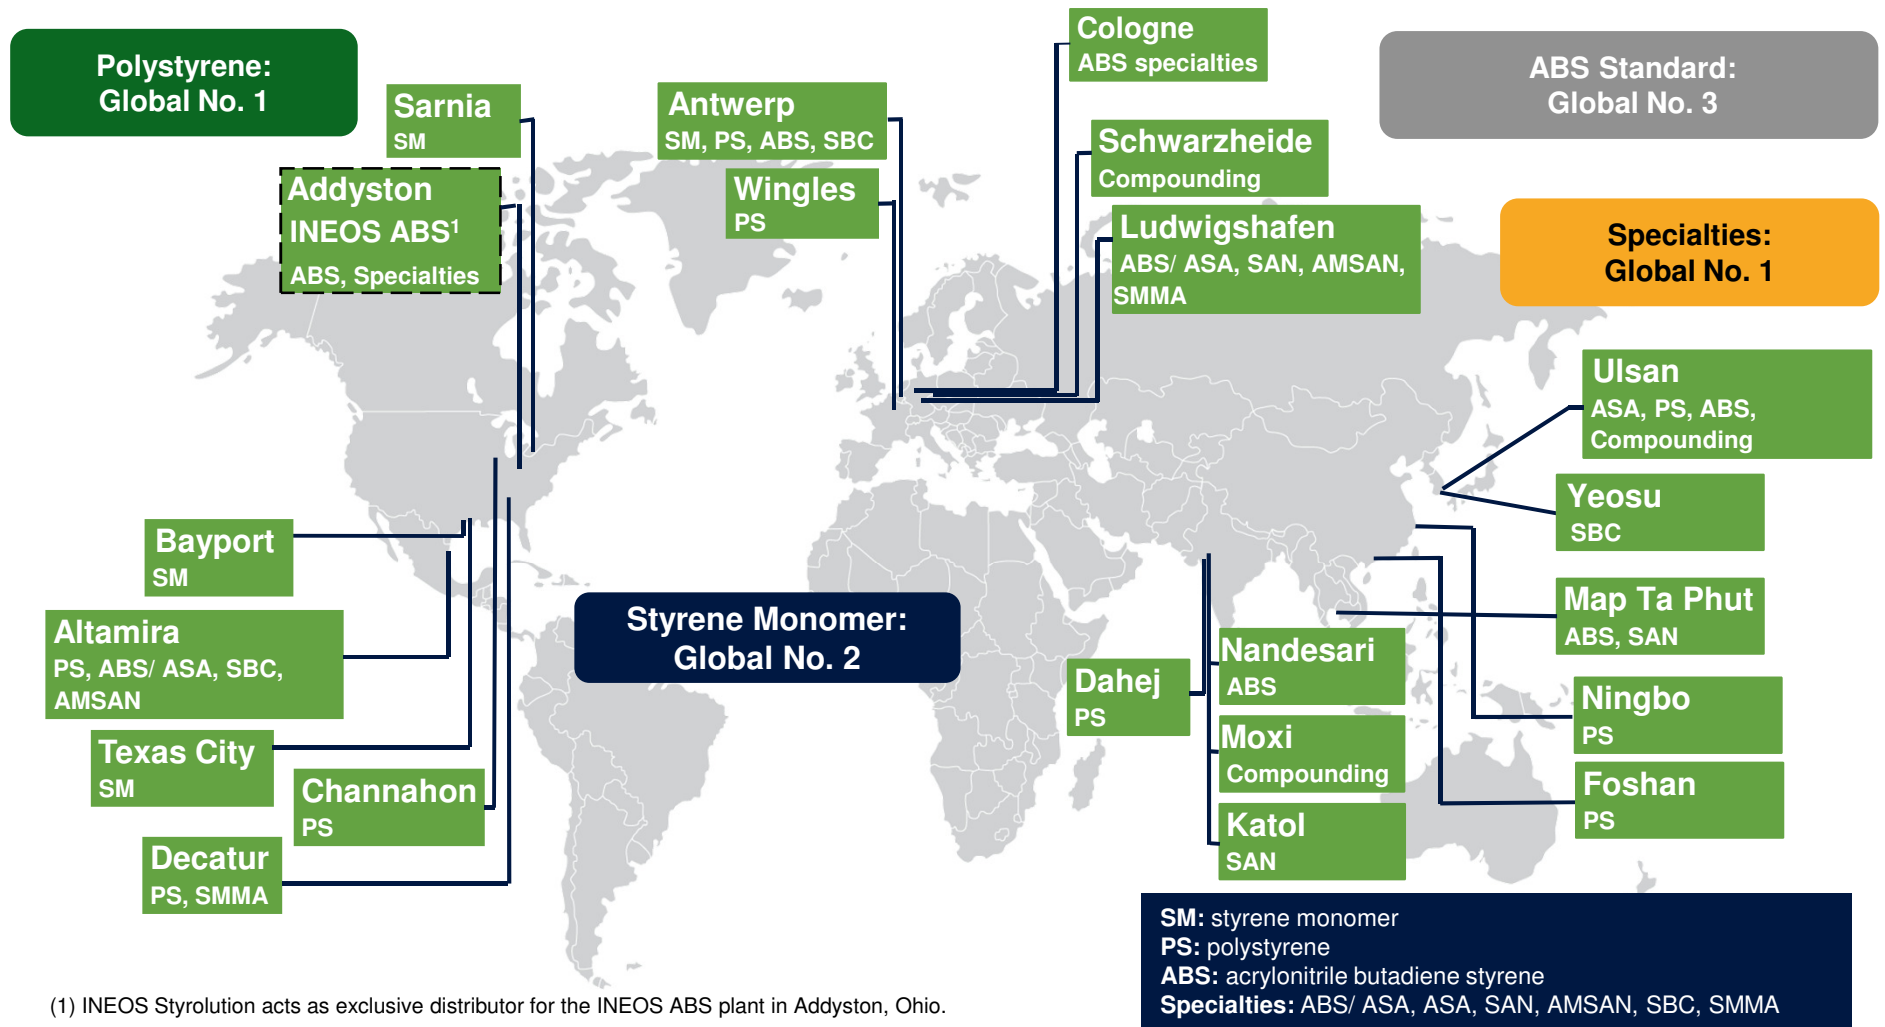 Polystyrene:
Global No. 1
Sarnia
SM
Addyston
INEOS ABS¹
ABS, Specialties
Antwerp
SM, PS, ABS, SBC
Wingles
PS
Cologne
ABS specialties
Schwarzheide
Compounding
Ludwigshafen
ABS/ ASA, SAN, AMSAN,
SMMA
ABS Standard:
Global No. 3
Specialties:
Global No. 1
Ulsan
ASA, PS, ABS,
Compounding
Yeosu
SBC
Map Ta Phut
ABS, SAN
Ningbo
PS
Foshan
PS
Bayport
SM
Altamira
PS, ABS/ ASA, SBC,
AMSAN
Texas City
SM
Channahon
PS
Decatur
PS, SMMA
Styrene Monomer:
Global No. 2
Dahej
PS
Nandesari
ABS
Moxi
Compounding
Katol
SAN
SM: styrene monomer
PS: polystyrene
ABS: acrylonitrile butadiene styrene
Specialties: ABS/ ASA, ASA, SAN, AMSAN, SBC, SMMA
(1) INEOS Styrolution acts as exclusive distributor for the INEOS ABS plant in Addyston, Ohio.